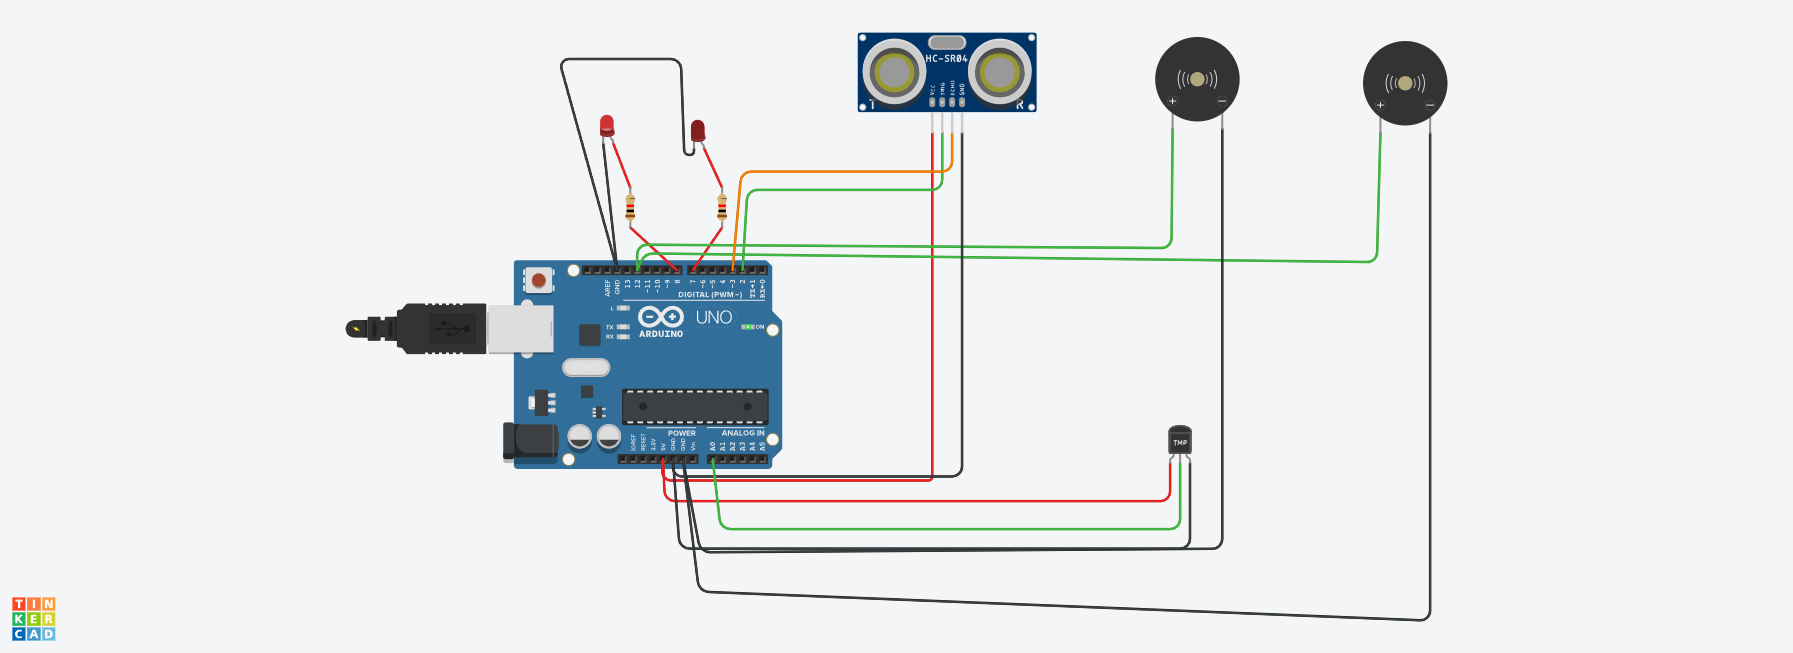 HC-SR04
VCC
TRIG
ECHO
GND
T
R
+
−
+
−
AREF
GND
13
12
~11
~10
~9
8
7
~6
~5
4
~3
2
TX→1
RX←0
DIGITAL (PWM~)
L
TX
RX
ARDUINO
UNO
ON
POWER
ANALOG IN
IOREF
RESET
3.3V
5V
GND
GND
Vin
A0
A1
A2
A3
A4
A5
TMP
TIN
KER
CAD